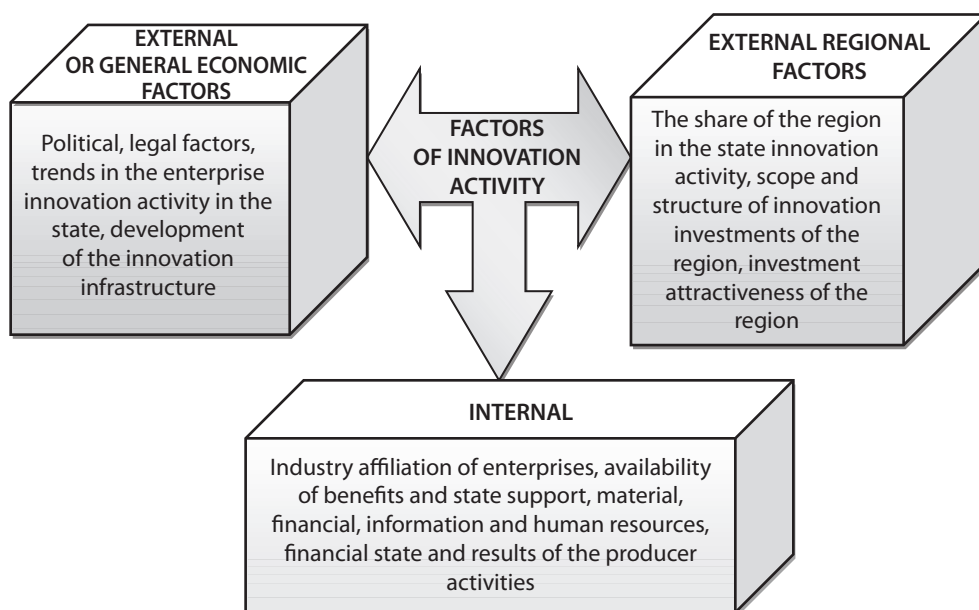 EXTERNAL
OR GENERAL ECONOMIC
FACTORS
Political, legal factors,
trends in the enterprise
innovation activity in the
state, development
of the innovation
infrastructure
FACTORS
OF INNOVATION
ACTIVITY
EXTERNAL REGIONAL
FACTORS
The share of the region
in the state innovation
activity, scope and
structure of innovation
investments of the
region, investment
attractiveness of the
region
INTERNAL
Industry affiliation of enterprises, availability
of benefits and state support, material,
financial, information and human resources,
financial state and results of the producer
activities